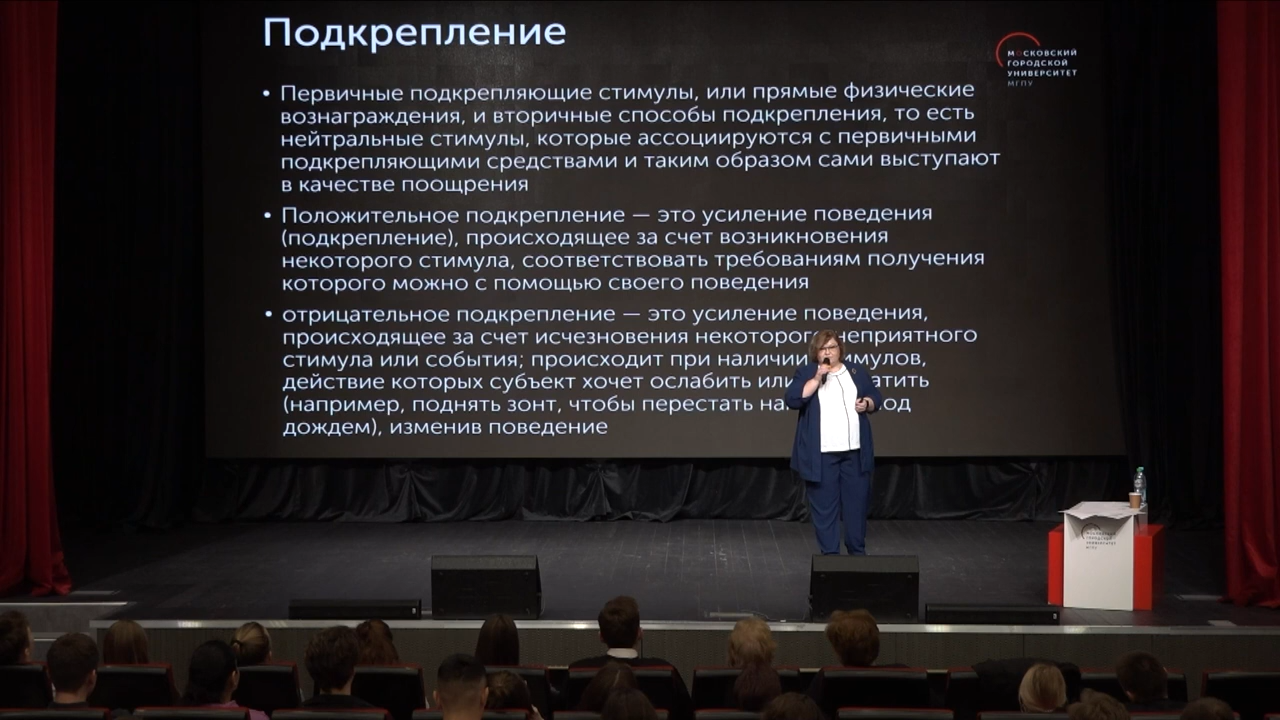 Подкрепление
МОСКОВСКИЙ
ГОРОДСКОЙ
УНИВЕРСИТЕТ
МГПУ
• Первичные подкрепляющие стимулы, или прямые физические
вознаграждения, и вторичные способы подкрепления, то есть
нейтральные стимулы, которые ассоциируются с первичными
подкрепляющими средствами и таким образом сами выступают
в качестве поощрения
• Положительное подкрепление — это усиление поведения
(подкрепление), происходящее за счет возникновения
некоторого стимула, соответствовать требованиям получения
которого можно с помощью своего поведения
• отрицательное подкрепление — это усиление поведения,
происходящее за счет исчезновения некоторого неприятного
стимула или события; происходит при наличии
действие которых субъект хочет ослабить или
(например, поднять зонт, чтобы перестать
дождем), изменив поведение
МОСКОВСКИЙ
ГОРОДСКОЙ
УНИВЕРСИТЕТ
МГПУ